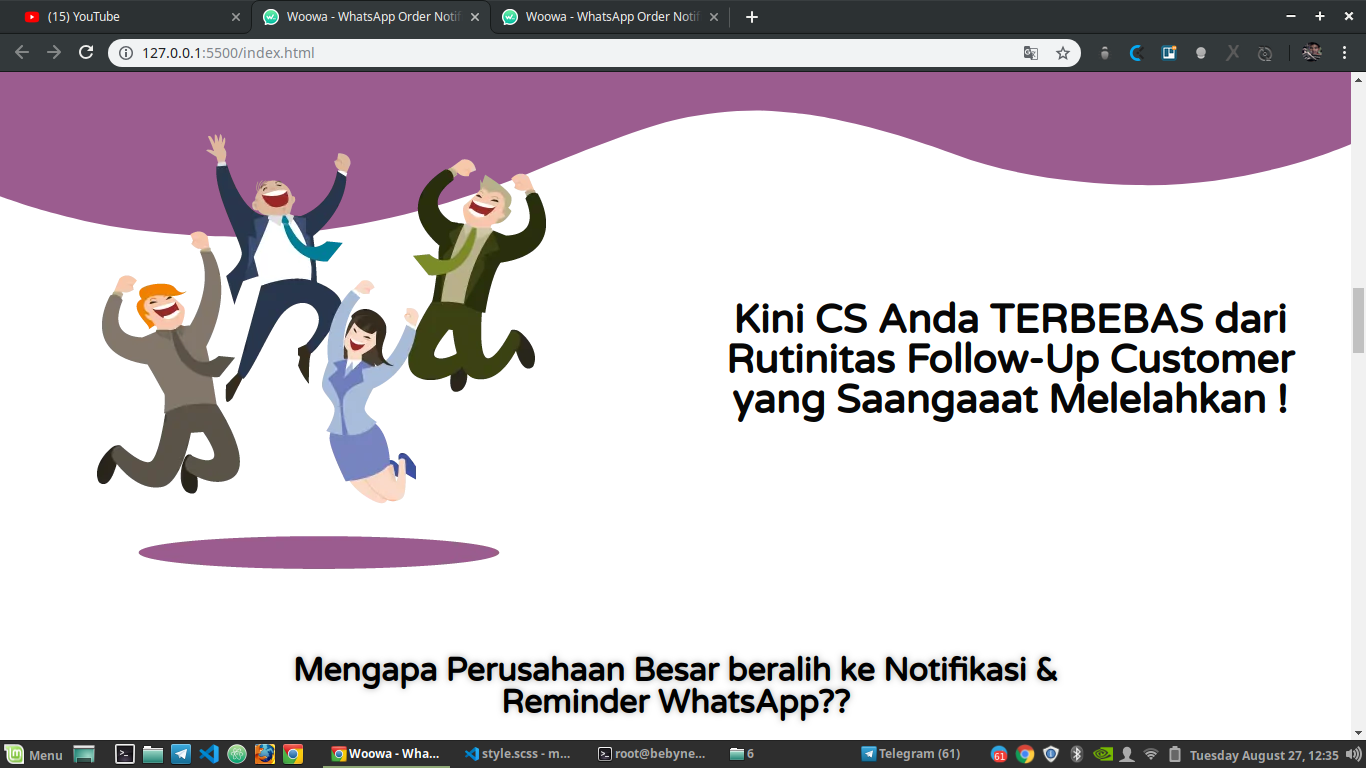 (15) YouTube
Woowa - WhatsApp Order Notif
Woowa - WhatsApp Order Notif
127.0.0.1:5500/index.html
Kini CS Anda TERBEBAS dari
Rutinitas Follow-Up Customer
yang Saangaaat Melelahkan !
Mengapa Perusahaan Besar beralih ke Notifikasi &
Reminder WhatsApp??
Menu
Woowa - Wha...
style.scss - m...
root@bebyne...
6
Telegram (61)
61
Tuesday August 27, 12:35